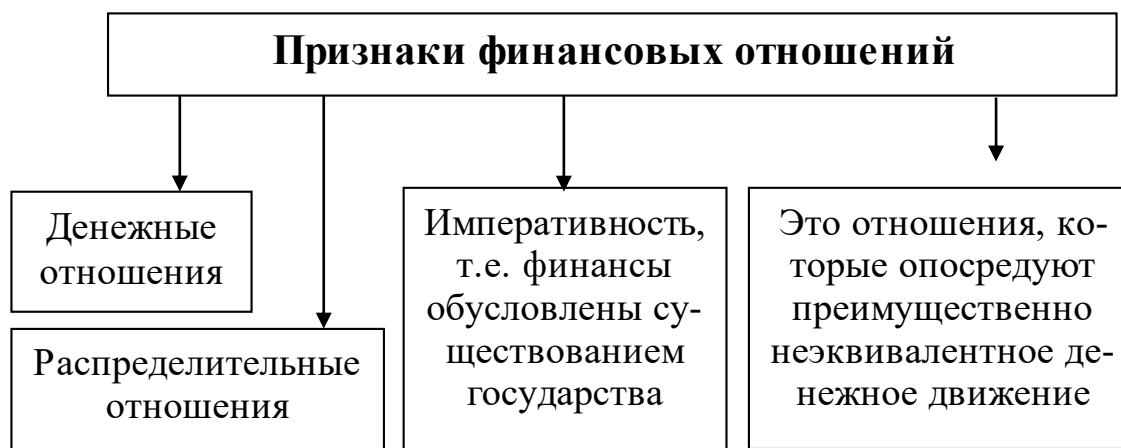 Признаки финансовых отношений
Денежные
отношения
Распределительные
отношения
Императивность,
т.е. финансы
обусловлены су-
ществованием
государства
Это отношения, ко-
торые опосредуют
преимущественно
неэквивалентное де-
нежное движение